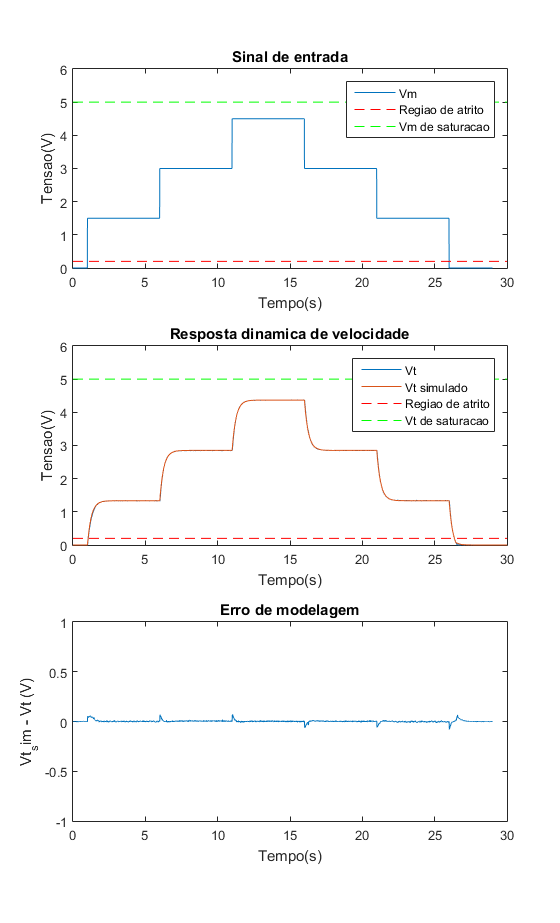 Sinal de entrada
6
5
4
3
2
1
0
Tensao(V)
Vm
Regiao de atrito
Vm de saturacao
0 5 10 15 20 25 30
Tempo(s)
Resposta dinamica de velocidade
6
5
4
3
2
1
0
Tensao(V)
Vt
Vt simulado
Regiao de atrito
Vt de saturacao
0 5 10 15 20 25 30
Tempo(s)
Erro de modelagem
1
0.5
0
-0.5
-1
Vtsim - Vt (V)
0 5 10 15 20 25 30
Tempo(s)